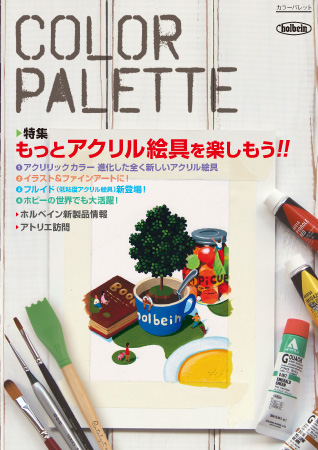 カラーパレット
holbein
COLOR
PALETTE
▶特集
もっとアクリル絵具を楽しもう!!
❶アクリリック カラー 進化した全く新しいアクリル絵具
❷イラスト&ファインアートに!
❸フルイド(低粘度アクリル絵具)新登場!
❹ホビーの世界でも大活躍!
▶ホルベイン新製品情報
▶アトリエ訪問
Book
holbein
GOUACHE